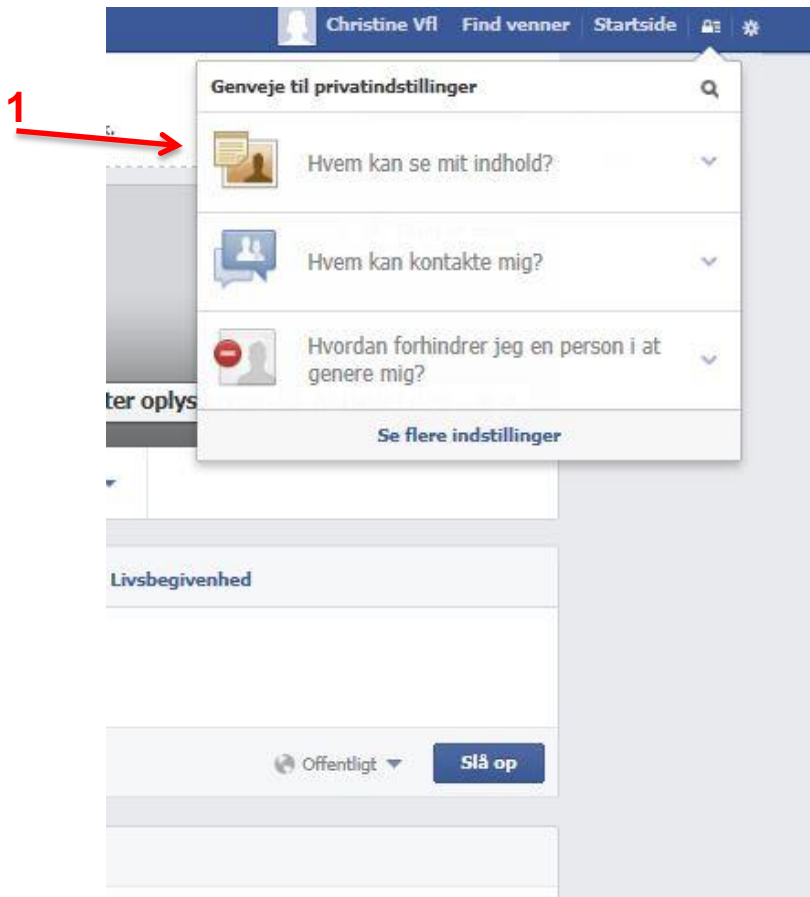 Christine Vfl Find venner Startside
Genveje til privatindstillinger
1
k.
Hvem kan se mit indhold?
Hvem kan kontakte mig?
Hvordan forhindrer jeg en person i at
genere mig?
ter oplys
Se flere indstillinger
Livsbegivenhed
Offentligt
Slå op